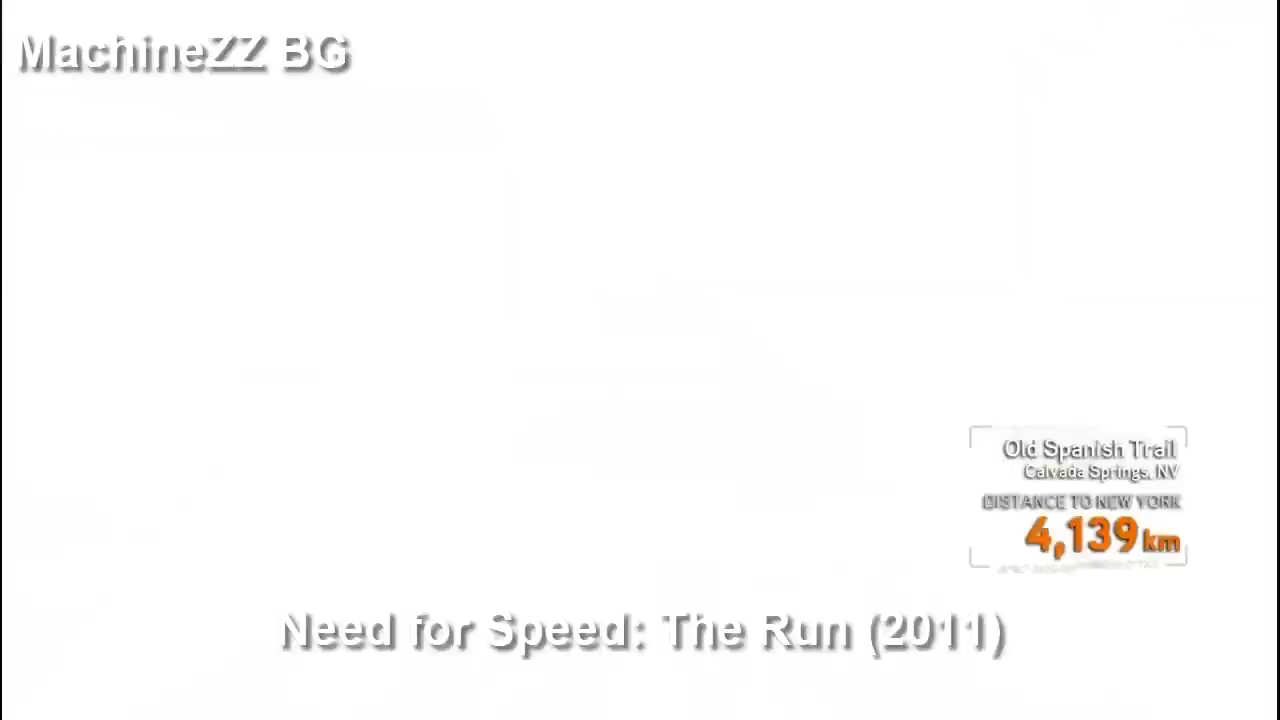 MachineZZ BG
Old Spanish Trail
Calvada Springs, NV
DISTANCE TO NEW YORK
4,139 km
Need for Speed: The Run (2011)